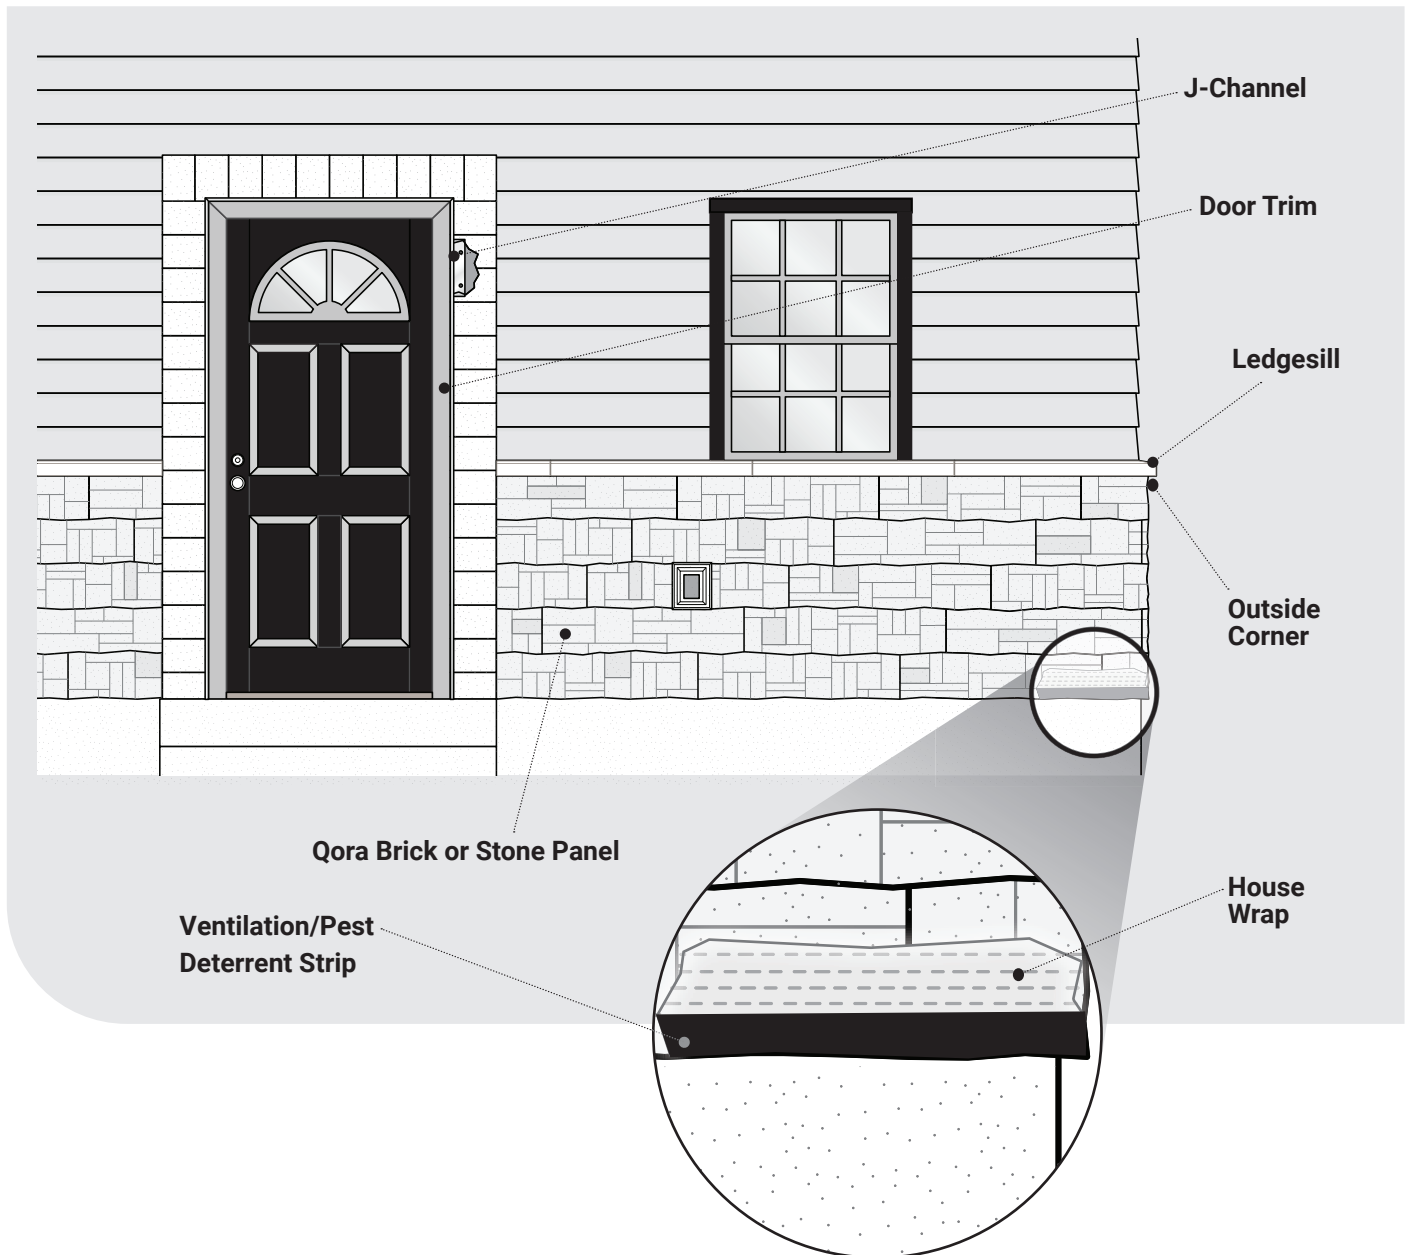 J-Channel
Door Trim
Ledgesill
Outside
Corner
Qora Brick or Stone Panel
House
Wrap
Ventilation/Pest
Deterrent Strip